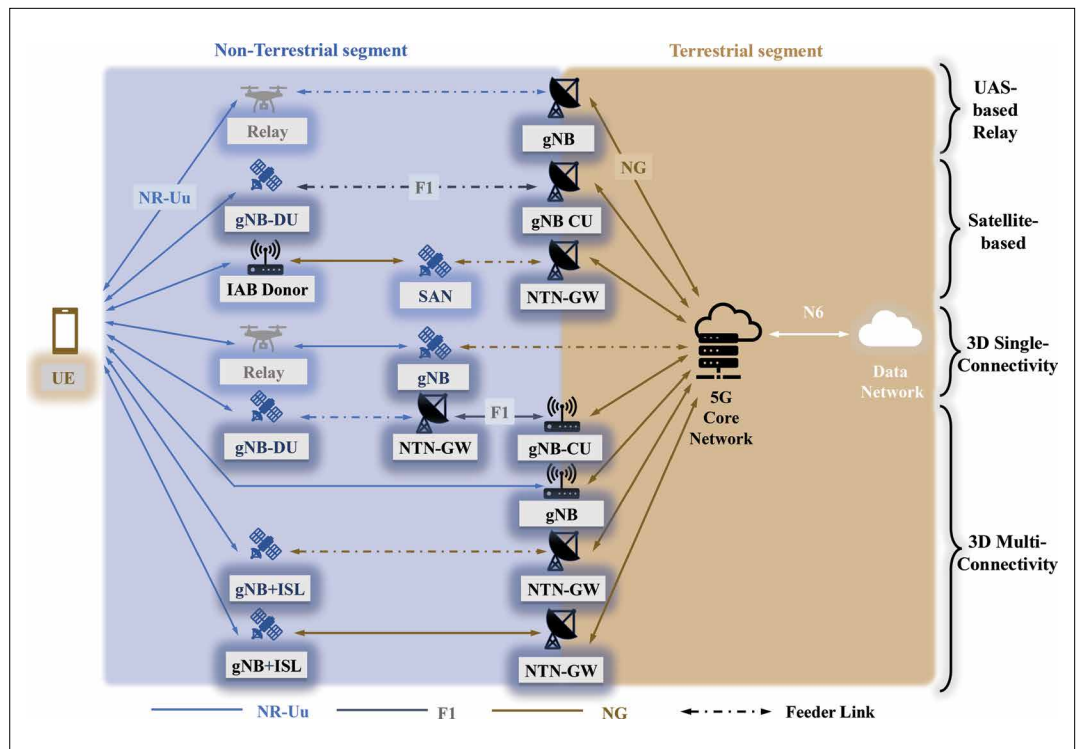 Non-Terrestrial segment
Terrestrial segment
Relay
gNB
UAS-
based
Relay
NR-Uu
gNB-DU
F1
gNB CU
NG
Satellite-
based
IAB Donor
SAN
NTN-GW
UE
Relay
gNB
5G
Core
Network
N6
Data
Network
3D Single-
Connectivity
gNB-DU
NTN-GW
F1
gNB-CU
gNB
gNB+ISL
NTN-GW
3D Multi-
Connectivity
gNB+ISL
NTN-GW
NR-Uu
F1
NG
Feeder Link